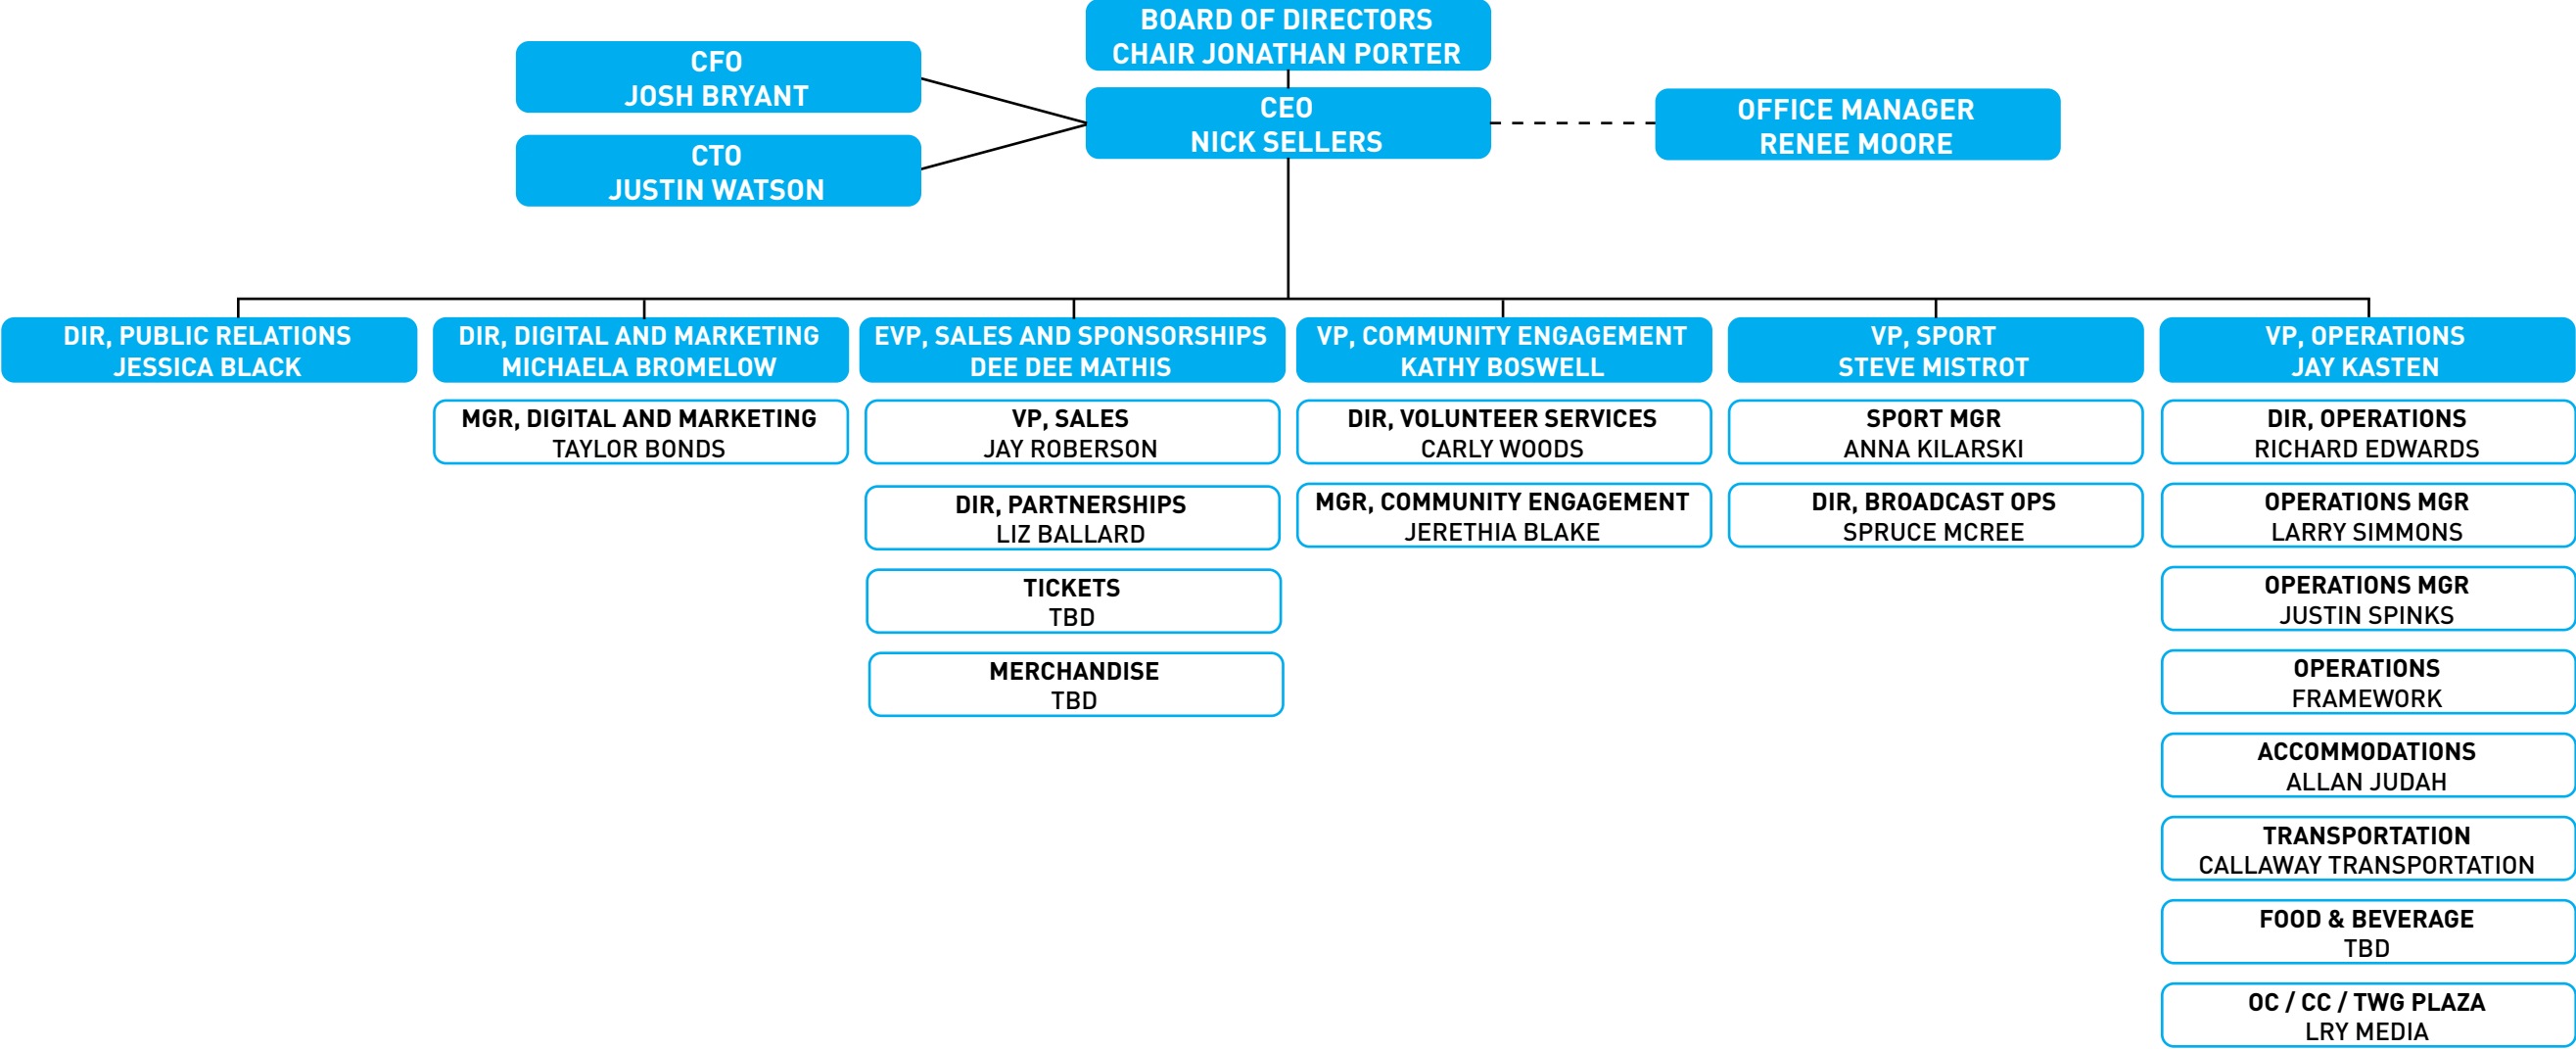 BOARD OF DIRECTORS
CHAIR JONATHAN PORTER
CFO
JOSH BRYANT
CEO
NICK SELLERS
OFFICE MANAGER
RENEE MOORE
CTO
JUSTIN WATSON
DIR, PUBLIC RELATIONS
JESSICA BLACK
DIR, DIGITAL AND MARKETING
MICHAELA BROMELOW
MGR, DIGITAL AND MARKETING
TAYLOR BONDS
EVP, SALES AND SPONSORSHIPS
DEE DEE MATHIS
VP, SALES
JAY ROBERSON
DIR, PARTNERSHIPS
LIZ BALLARD
TICKETS
TBD
MERCHANDISE
TBD
VP, COMMUNITY ENGAGEMENT
KATHY BOSWELL
DIR, VOLUNTEER SERVICES
CARLY WOODS
MGR, COMMUNITY ENGAGEMENT
JERETHIA BLAKE
VP, SPORT
STEVE MISTROT
SPORT MGR
ANNA KILARSKI
DIR, BROADCAST OPS
SPRUCE MCREE
VP, OPERATIONS
JAY KASTEN
DIR, OPERATIONS
RICHARD EDWARDS
OPERATIONS MGR
LARRY SIMMONS
OPERATIONS MGR
JUSTIN SPINKS
OPERATIONS
FRAMEWORK
ACCOMMODATIONS
ALLAN JUDAH
TRANSPORTATION
CALLAWAY TRANSPORTATION
FOOD & BEVERAGE
TBD
OC / CC / TWG PLAZA
LRY MEDIA